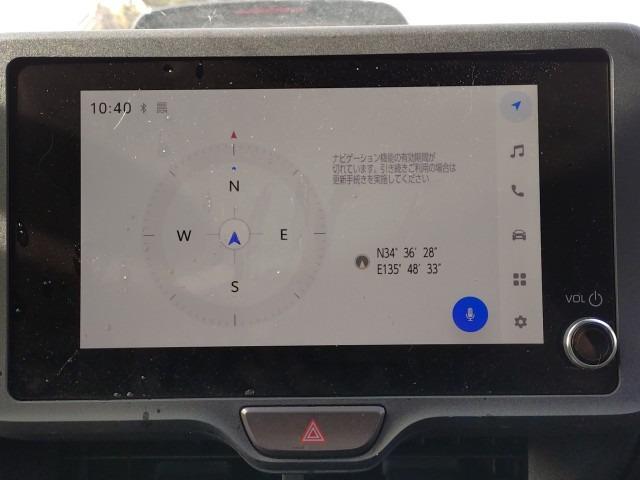 10:40
N
W
E
S
ナビゲーション機能の有効期間が
切れています。引き続きご利用の場合は
更新手続きを実施してください
N34° 36' 28"
E135° 48' 33"
VOL